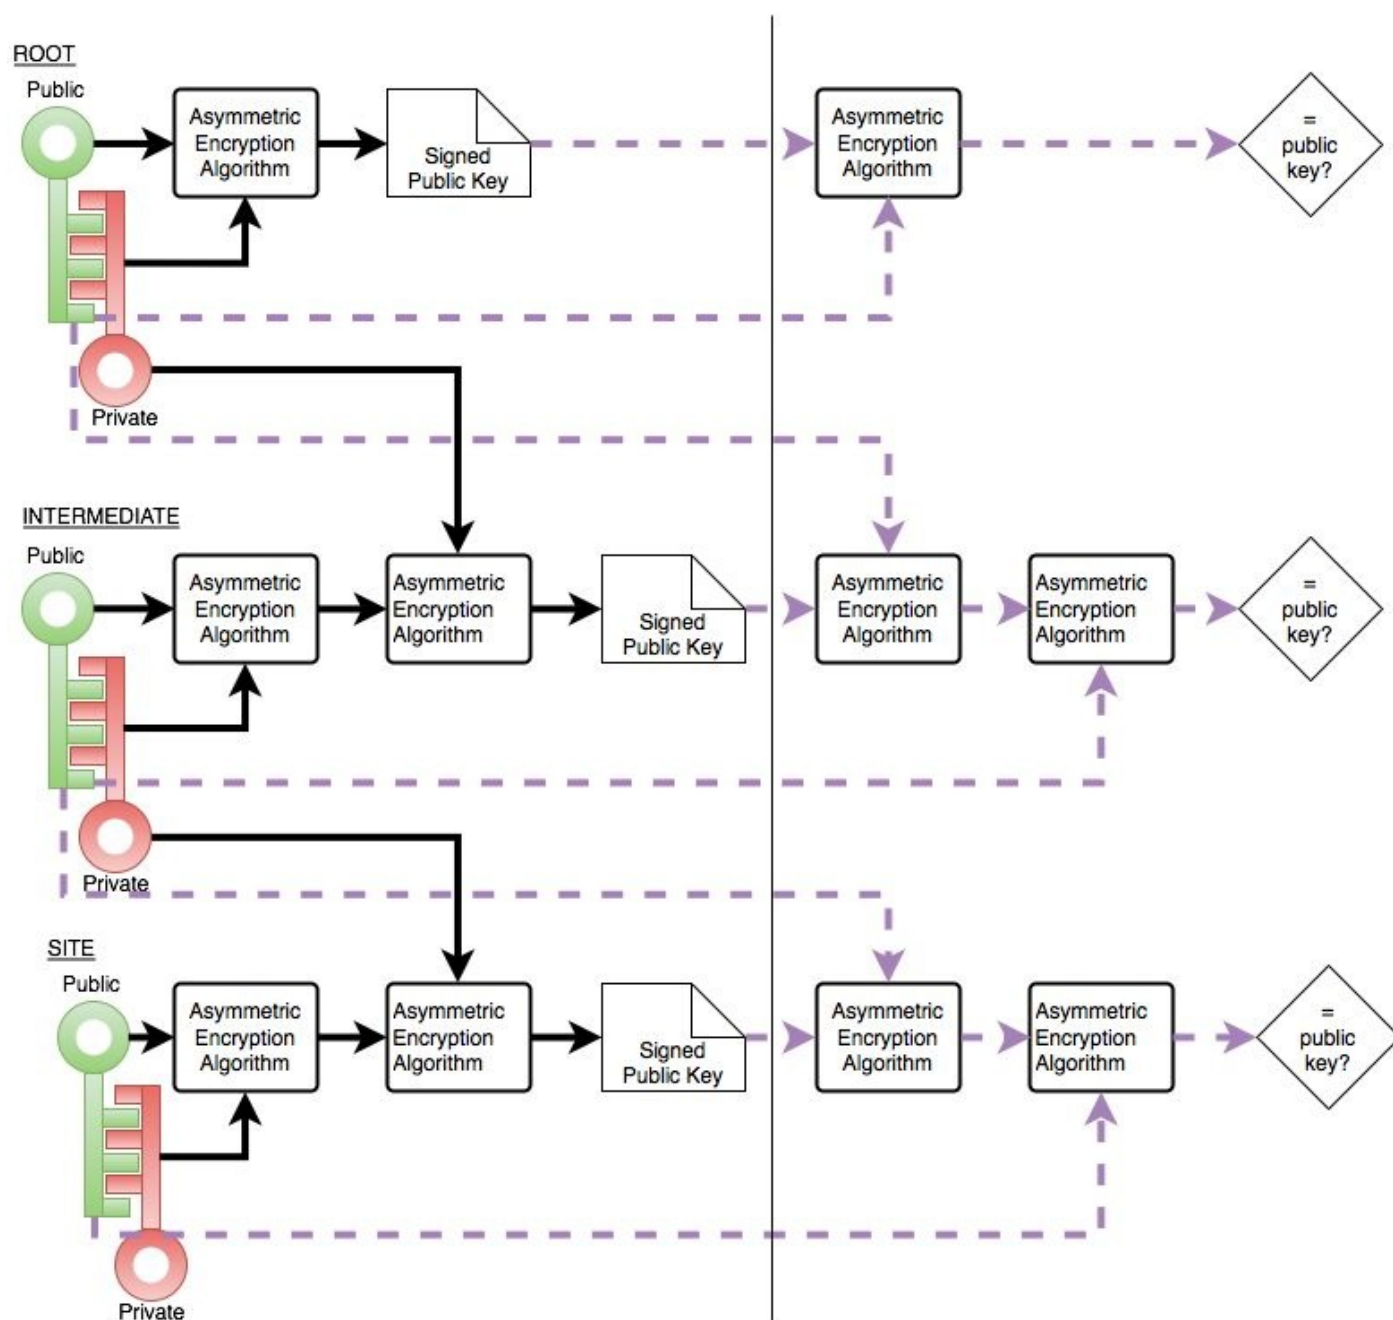 ROOT
Public
Asymmetric
Encryption
Algorithm
Signed
Public Key
Asymmetric
Encryption
Algorithm
=
public
key?
Private
INTERMEDIATE
Public
Asymmetric
Encryption
Algorithm
Asymmetric
Encryption
Algorithm
Signed
Public Key
Asymmetric
Encryption
Algorithm
Asymmetric
Encryption
Algorithm
=
public
key?
Private
SITE
Public
Asymmetric
Encryption
Algorithm
Asymmetric
Encryption
Algorithm
Signed
Public Key
Asymmetric
Encryption
Algorithm
Asymmetric
Encryption
Algorithm
=
public
key?
Private